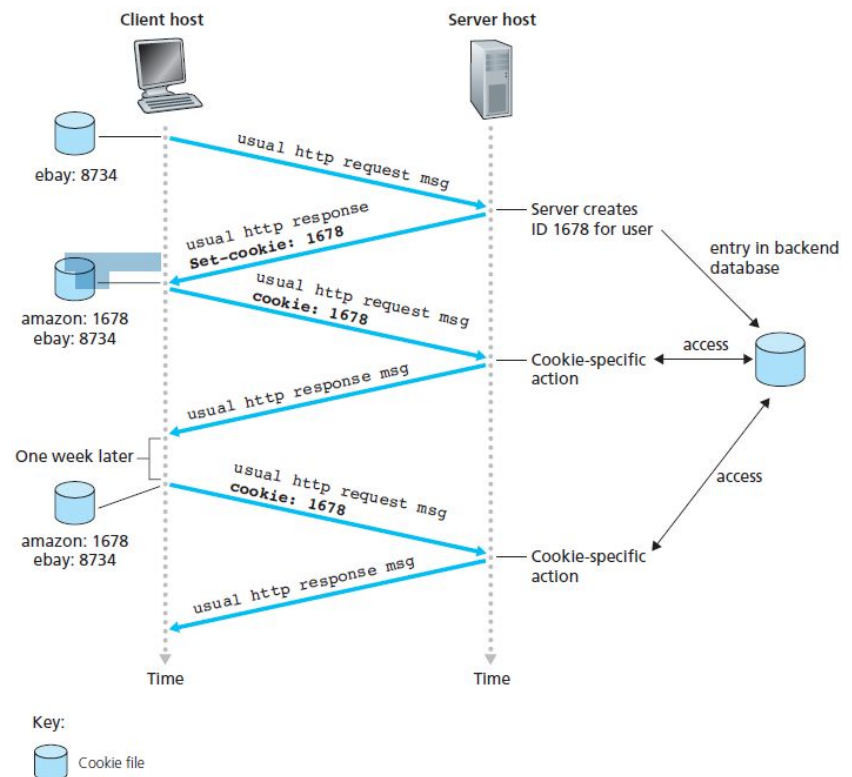 Client host
Server host
usual http request msg
ebay: 8734
Server creates
ID 1678 for user
usual http response
Set-cookie: 1678
entry in backend
database
usual http request msg
cookie: 1678
amazon: 1678
ebay: 8734
access
Cookie-specific
action
usual http response msg
One week later
usual http request msg
cookie: 1678
access
amazon: 1678
ebay: 8734
Cookie-specific
action
usual http response msg
Time
Time
Key:
Cookie file